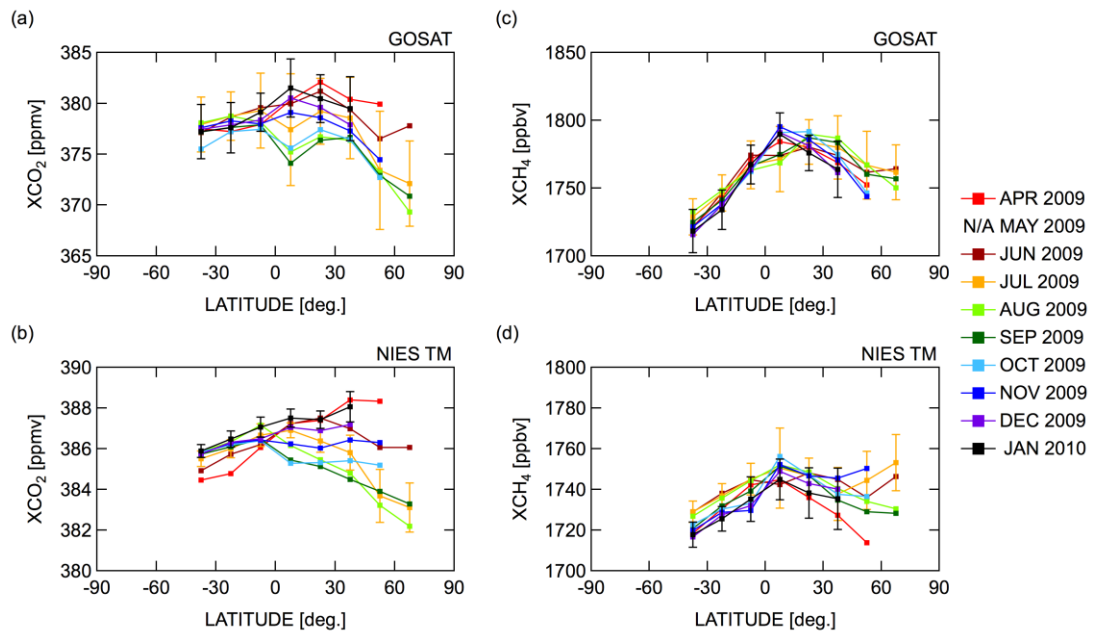 (a)
GOSAT
385
380
375
370
365
XCO2 [ppmv]
-90 -60 -30 0 30 60 90
LATITUDE [deg.]
(c)
GOSAT
1850
1800
1750
1700
XCH4 [ppbv]
-90 -60 -30 0 30 60 90
LATITUDE [deg.]
(b)
NIES TM
390
388
386
384
382
380
XCO2 [ppmv]
-90 -60 -30 0 30 60 90
LATITUDE [deg.]
(d)
NIES TM
1800
1780
1760
1740
1720
1700
XCH4 [ppbv]
-90 -60 -30 0 30 60 90
LATITUDE [deg.]
APR 2009
N/A MAY 2009
JUN 2009
JUL 2009
AUG 2009
SEP 2009
OCT 2009
NOV 2009
DEC 2009
JAN 2010